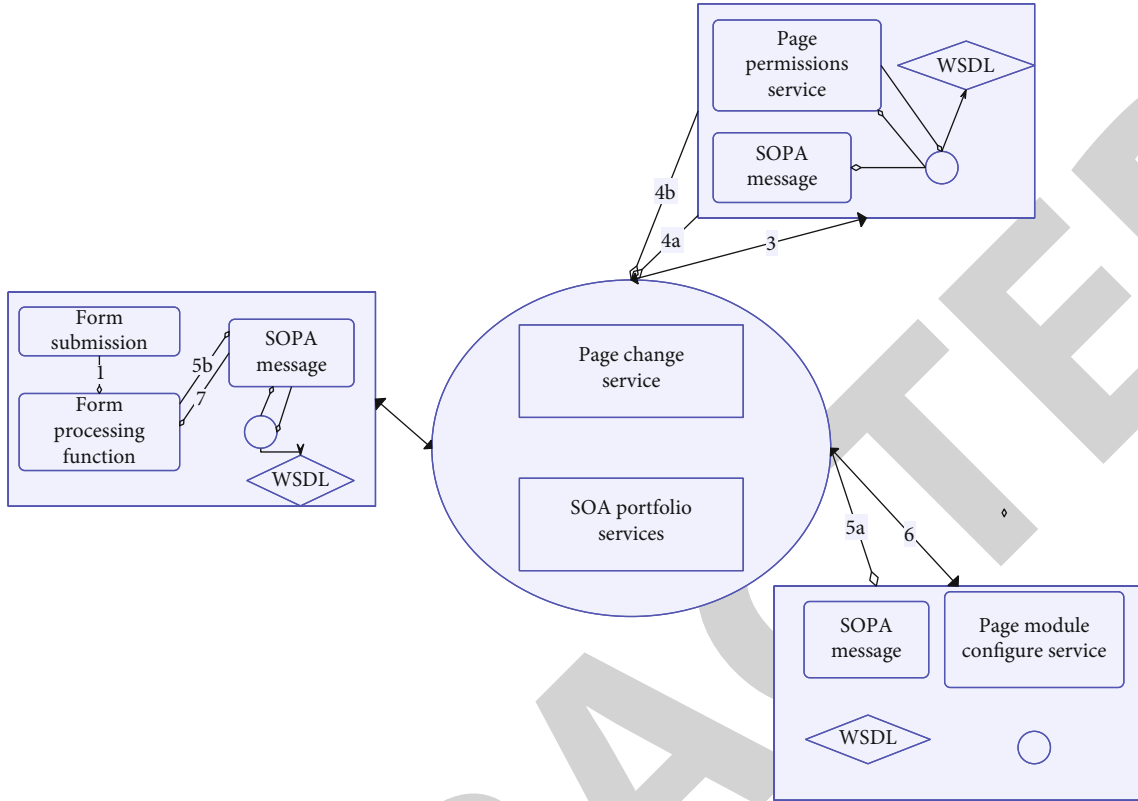 Page
permissions
service
WSDL
SOPA
message
4b
4a
3
Form
submission
1
Form
processing
function
5b
7
SOPA
message
WSDL
Page change
service
SOA portfolio
services
5a
6
SOPA
message
Page module
configure service
WSDL